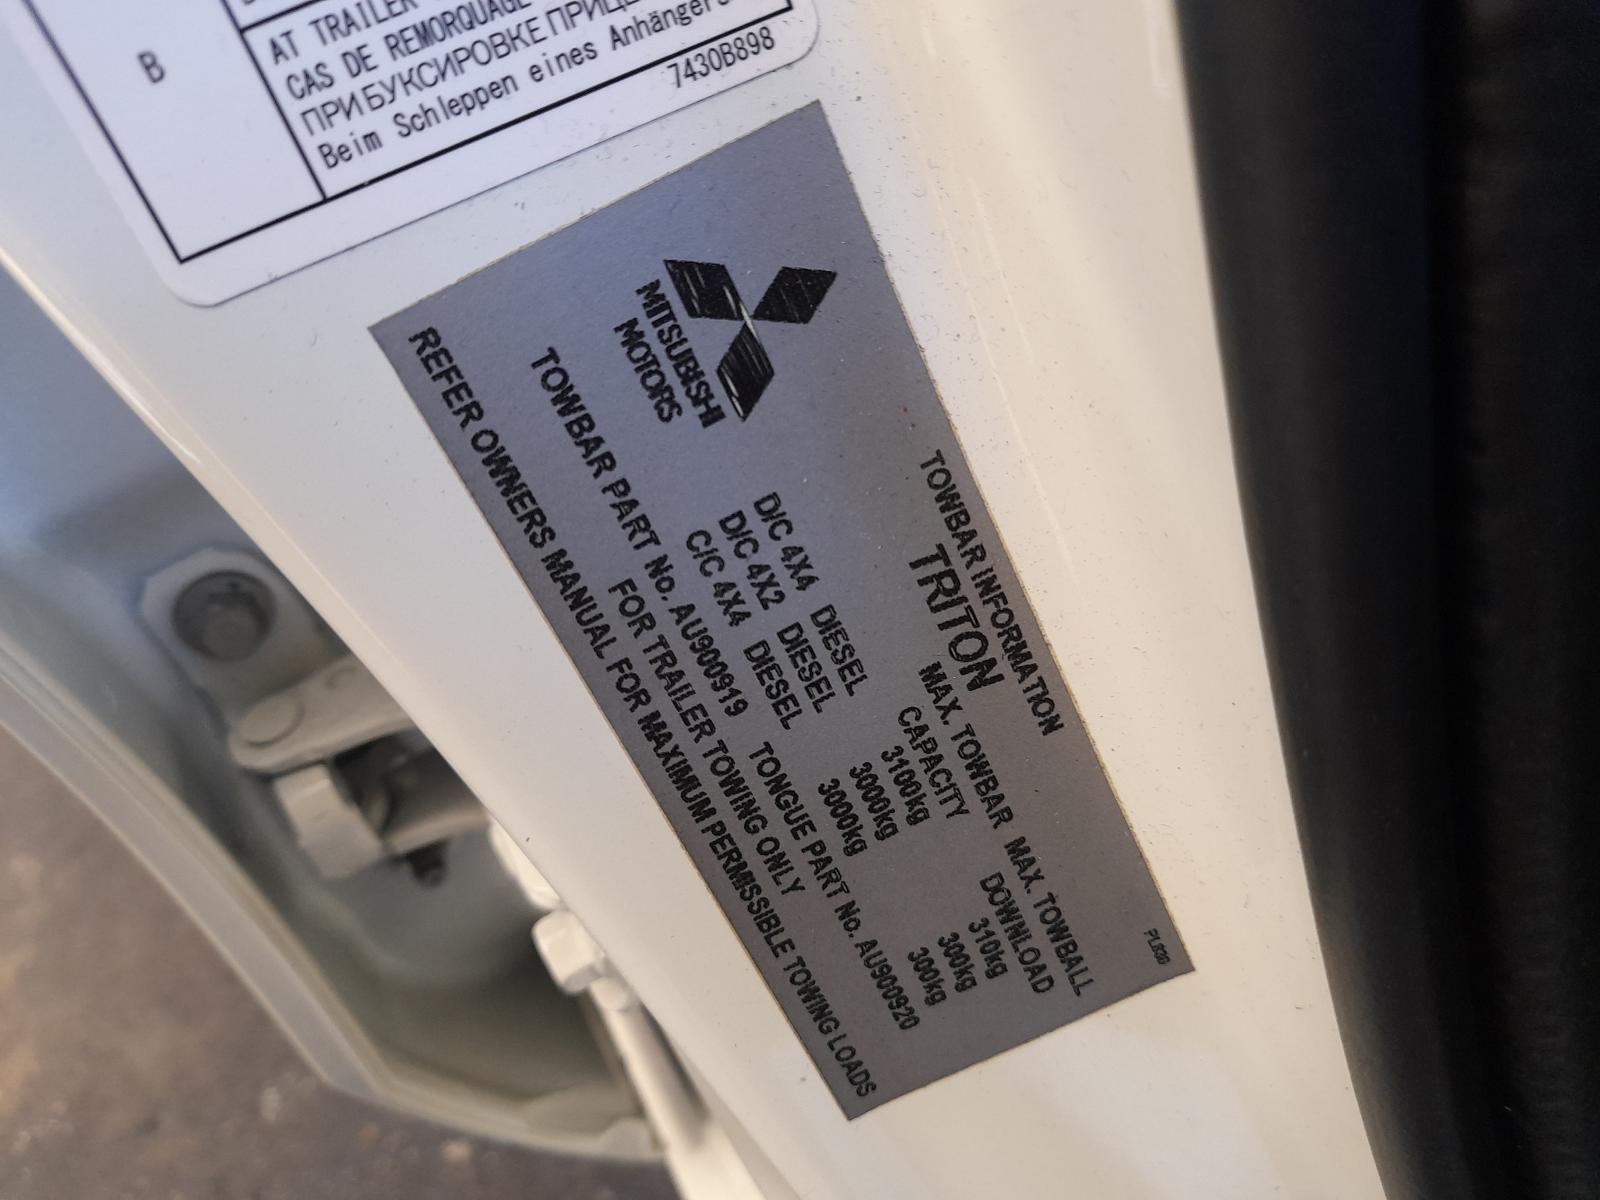 B
AT TRAILER
CAS DE REMORQUAGE
ПРИ БУКСИРОВКЕ ПРИЦЕ
Beim Schleppen eines Anhängers
7430B898
MITSUBISHI
MOTORS
TOWBAR INFORMATION
TRITON
MAX. TOWBAR MAX. TOWBALL
CAPACITY DOWNLOAD
D/C 4X4 DIESEL 3100kg 310kg
D/C 4X2 DIESEL 3000kg 300kg
C/C 4X4 DIESEL 3000kg 300kg
TOWBAR PART No. AU900919 TONGUE PART No. AU900920
FOR TRAILER TOWING ONLY
REFER OWNERS MANUAL FOR MAXIMUM PERMISSIBLE TOWING LOADS